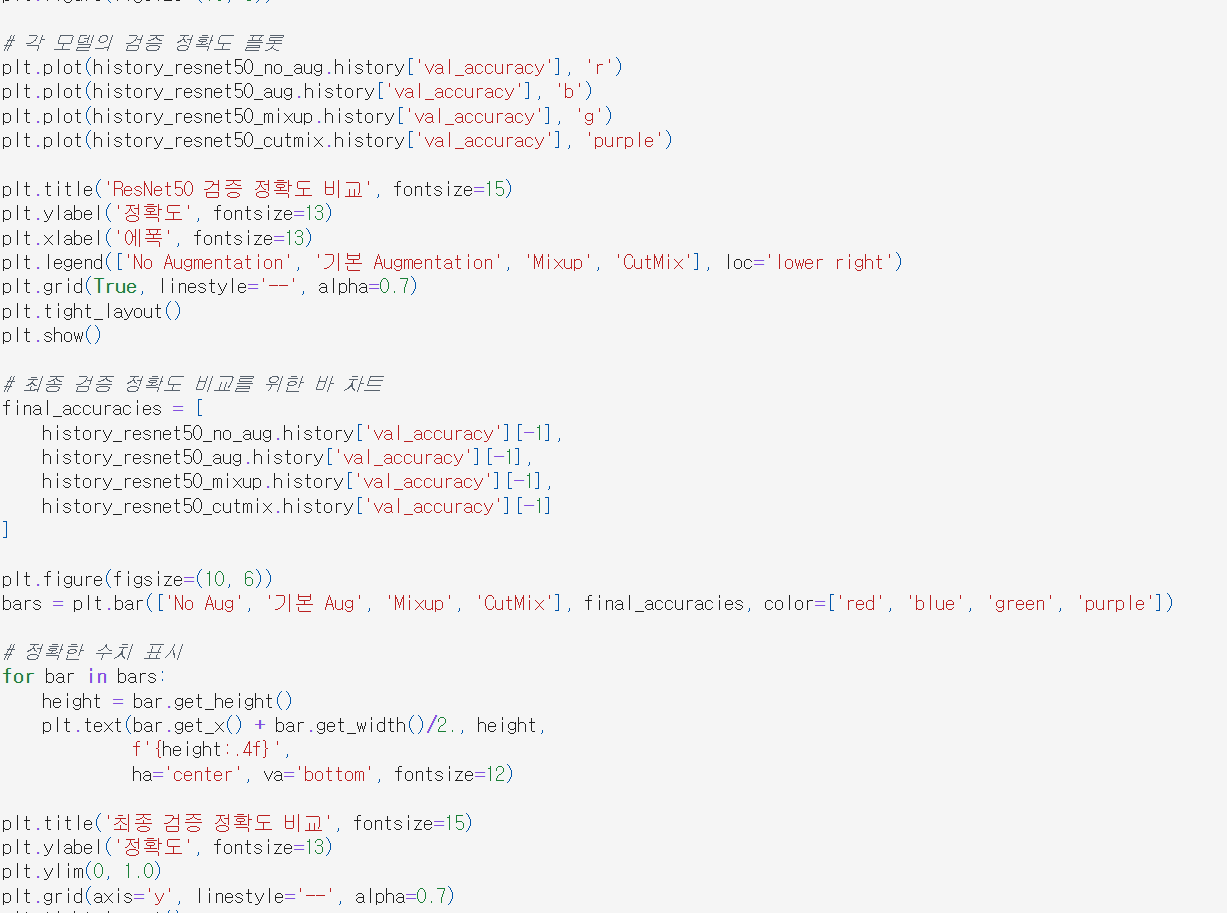 # 각 모델의 검증 정확도 플롯
plt.plot(history_resnet50_no_aug.history['val_accuracy'], 'r')
plt.plot(history_resnet50_aug.history['val_accuracy'], 'b')
plt.plot(history_resnet50_mixup.history['val_accuracy'], 'g')
plt.plot(history_resnet50_cutmix.history['val_accuracy'], 'purple')

plt.title('ResNet50 검증 정확도 비교', fontsize=15)
plt.ylabel('정확도', fontsize=13)
plt.xlabel('에폭', fontsize=13)
plt.legend(['No Augmentation', '기본 Augmentation', 'Mixup', 'CutMix'], loc='lower right')
plt.grid(True, linestyle='--', alpha=0.7)
plt.tight_layout()
plt.show()

# 최종 검증 정확도 비교를 위한 바 차트
final_accuracies = [
    history_resnet50_no_aug.history['val_accuracy'][-1],
    history_resnet50_aug.history['val_accuracy'][-1],
    history_resnet50_mixup.history['val_accuracy'][-1],
    history_resnet50_cutmix.history['val_accuracy'][-1]
]

plt.figure(figsize=(10, 6))
bars = plt.bar(['No Aug', '기본 Aug', 'Mixup', 'CutMix'], final_accuracies, color=['red', 'blue', 'green', 'purple'])

# 정확한 수치 표시
for bar in bars:
    height = bar.get_height()
    plt.text(bar.get_x() + bar.get_width()/2., height,
             f'{height:.4f}',
             ha='center', va='bottom', fontsize=12)

plt.title('최종 검증 정확도 비교', fontsize=15)
plt.ylabel('정확도', fontsize=13)
plt.ylim(0, 1.0)
plt.grid(axis='y', linestyle='--', alpha=0.7)